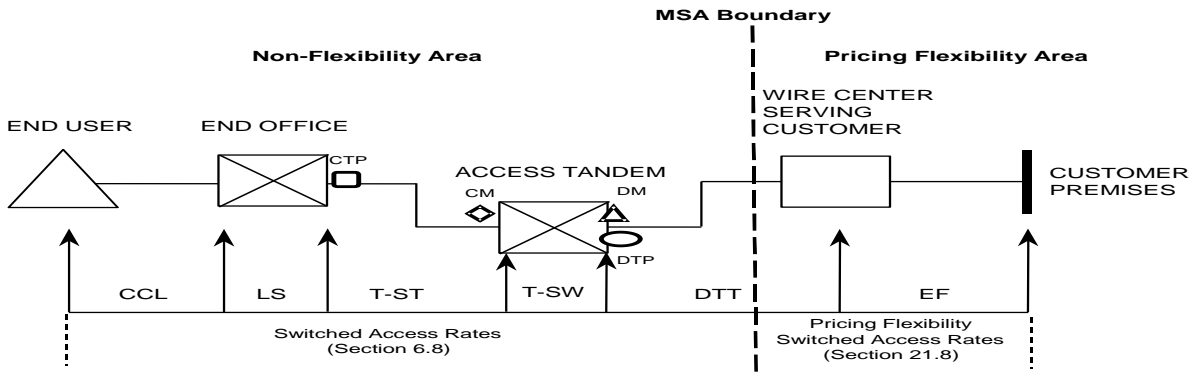 MSA Boundary
Non-Flexibility Area
Pricing Flexibility Area
WIRE CENTER
SERVING
CUSTOMER
END USER
END OFFICE
CTP
ACCESS TANDEM
CM
DM
CUSTOMER
PREMISES
DTP
CCL
LS
T-ST
T-SW
DTT
EF
Switched Access Rates
(Section 6.8)
Pricing Flexibility
Switched Access Rates
(Section 21.8)